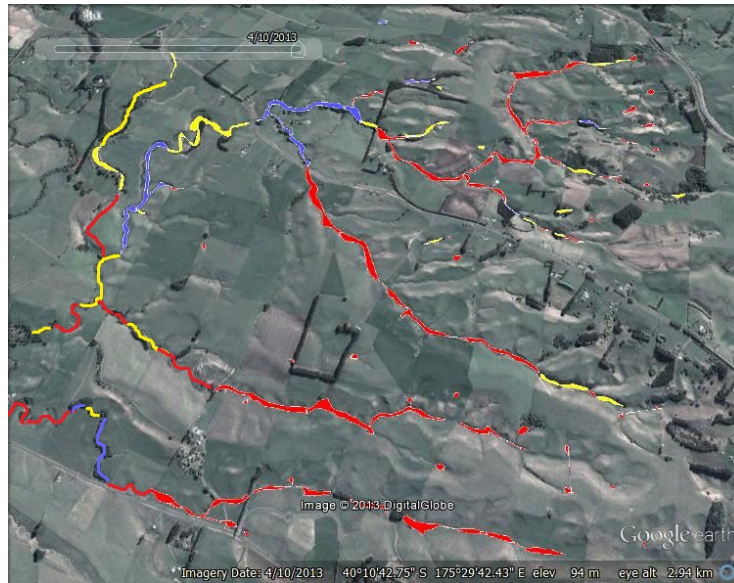 4/10/2013
Image © 2013 DigitalGlobe
Google earth
Imagery Date: 4/10/2013 40°10'42.75" S 175°29'42.43" E elev 94 m eye alt 2.94 km